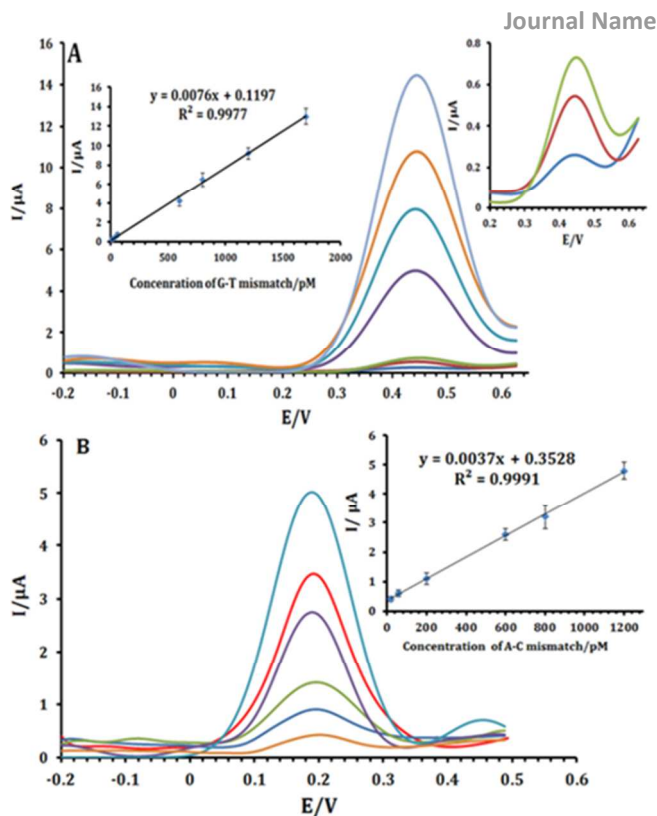 Journal Name
A
16
14
12
10
8
6
4
2
0
I/µA
-0.2 -0.1 0 0.1 0.2 0.3 0.4 0.5 0.6
E/V
y = 0.0076x + 0.1197
R² = 0.9977
16
14
12
10
8
6
4
2
0
I/µA
0 500 1000 1500 2000
Concenration of G-T mismatch/pM
0.8
0.6
0.4
0.2
0
I/µA
0.2 0.3 0.4 0.5 0.6
E/V
B
6
5
4
3
2
1
0
I/µA
-0.2 -0.1 0 0.1 0.2 0.3 0.4 0.5 0.6
E/V
y = 0.0037x + 0.3528
R² = 0.9991
6
5
4
3
2
1
0
I/ µA
0 200 400 600 800 1000 1200
Concentration of A-C mismatch/pM